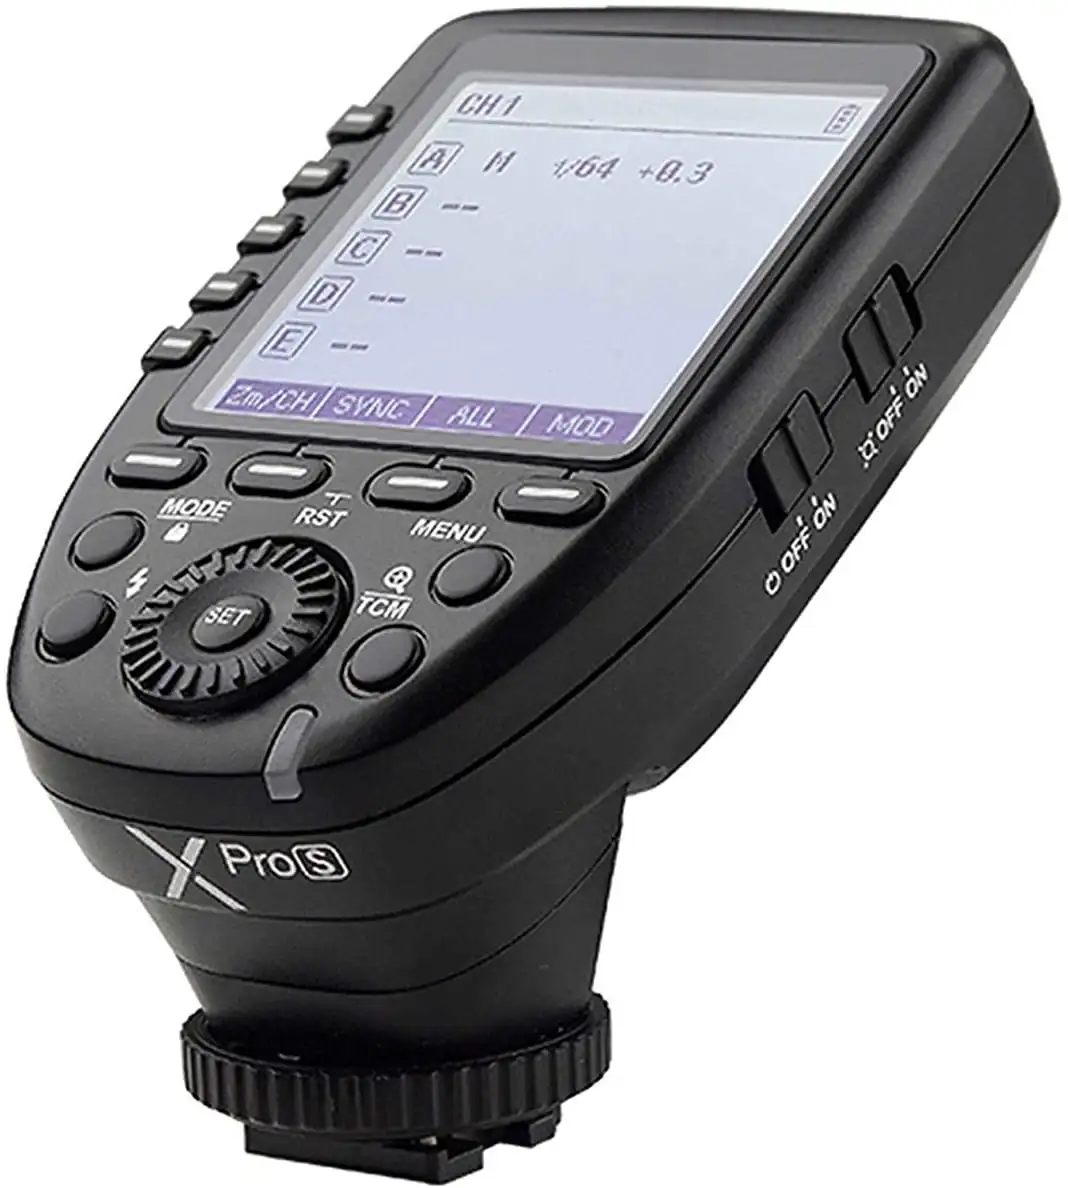 CH1
A M 1/64 +0.3
B --
C --
D --
E --
Zm/CH SYNC ALL MOD
OFF ON
OFF ON
MODE
RST
MENU
SET
TCM
X Pro S